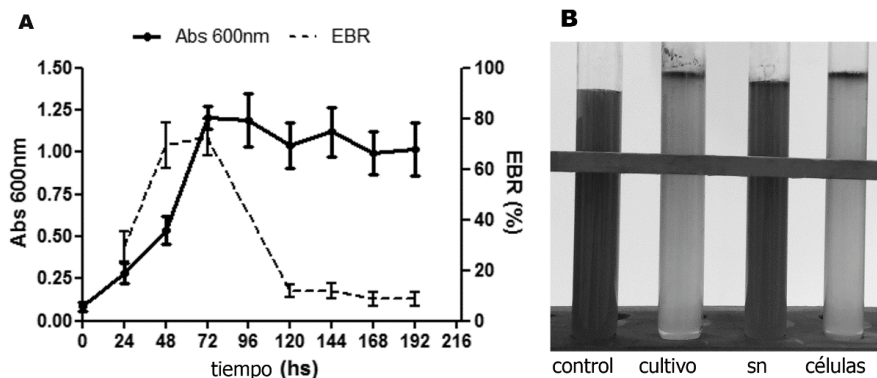 A
Abs 600nm
EBR
1.50
1.25
1.00
0.75
0.50
0.25
0.00
Abs 600nm
100
80
60
40
20
0
EBR (%)
0 24 48 72 96 120 144 168 192 216
tiempo (hs)
B
control cultivo sn células